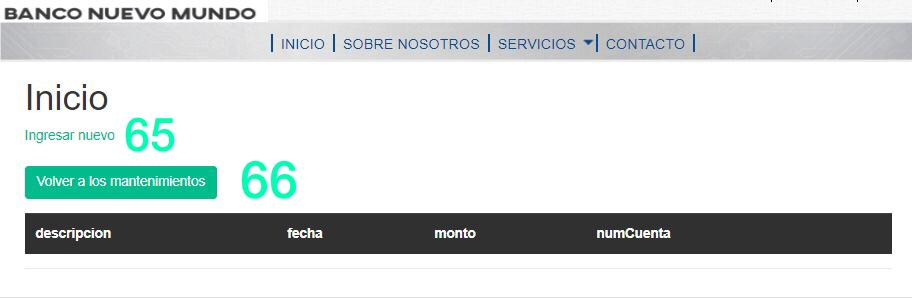 BANCO NUEVO MUNDO
INICIO SOBRE NOSOTROS SERVICIOS CONTACTO
Inicio
Ingresar nuevo 65
Volver a los mantenimientos 66
descripcion fecha monto numCuenta